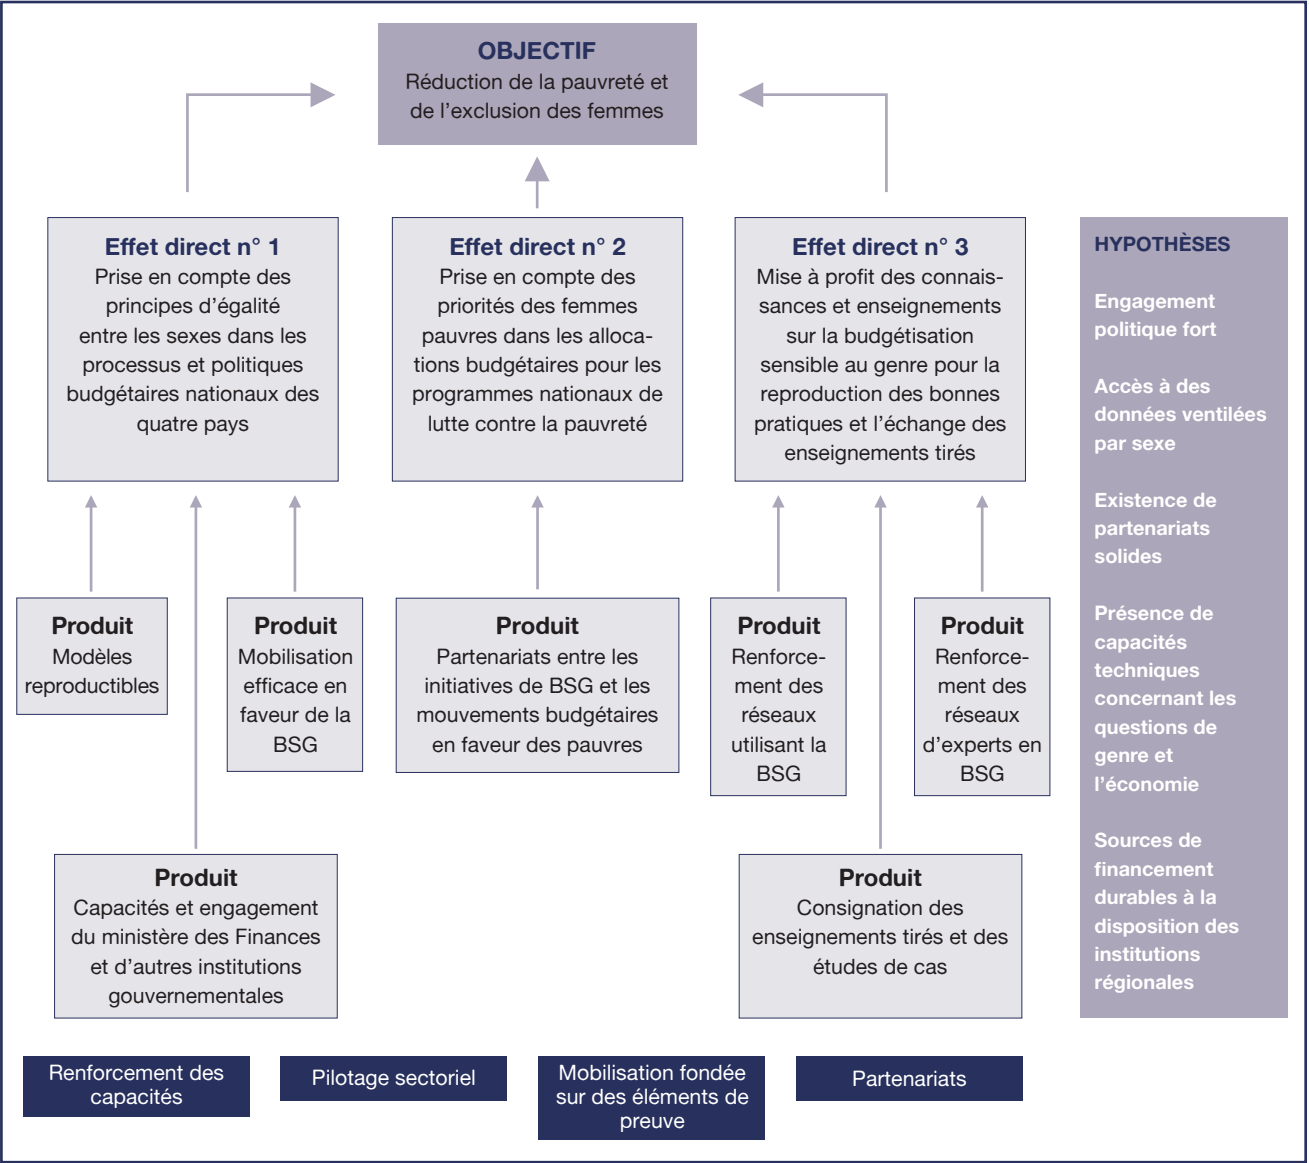 OBJECTIF
Réduction de la pauvreté et
de l’exclusion des femmes
Effet direct n° 1
Prise en compte des
principes d’égalité
entre les sexes dans les
processus et politiques
budgétaires nationaux des
quatre pays
Effet direct n° 2
Prise en compte des
priorités des femmes
pauvres dans les alloca-
tions budgétaires pour les
programmes nationaux de
lutte contre la pauvreté
Effet direct n° 3
Mise à profit des connais-
sances et enseignements
sur la budgétisation
sensible au genre pour la
reproduction des bonnes
pratiques et l’échange des
enseignements tirés
HYPOTHÈSES
Engagement
politique fort
Accès à des
données ventilées
par sexe
Existence de
partenariats
solides
Présence de
capacités
techniques
concernant les
questions de
genre et
l’économie
Sources de
financement
durables à la
disposition des
institutions
régionales
Produit
Modèles
reproductibles
Produit
Mobilisation
efficace en
faveur de la
BSG
Produit
Partenariats entre les
initiatives de BSG et les
mouvements budgétaires
en faveur des pauvres
Produit
Renforce-
ment des
réseaux
utilisant la
BSG
Produit
Renforce-
ment des
réseaux
d’experts en
BSG
Produit
Capacités et engagement
du ministère des Finances
et d’autres institutions
gouvernementales
Produit
Consignation des
enseignements tirés et des
études de cas
Renforcement des
capacités
Pilotage sectoriel
Mobilisation fondée
sur des éléments de
preuve
Partenariats